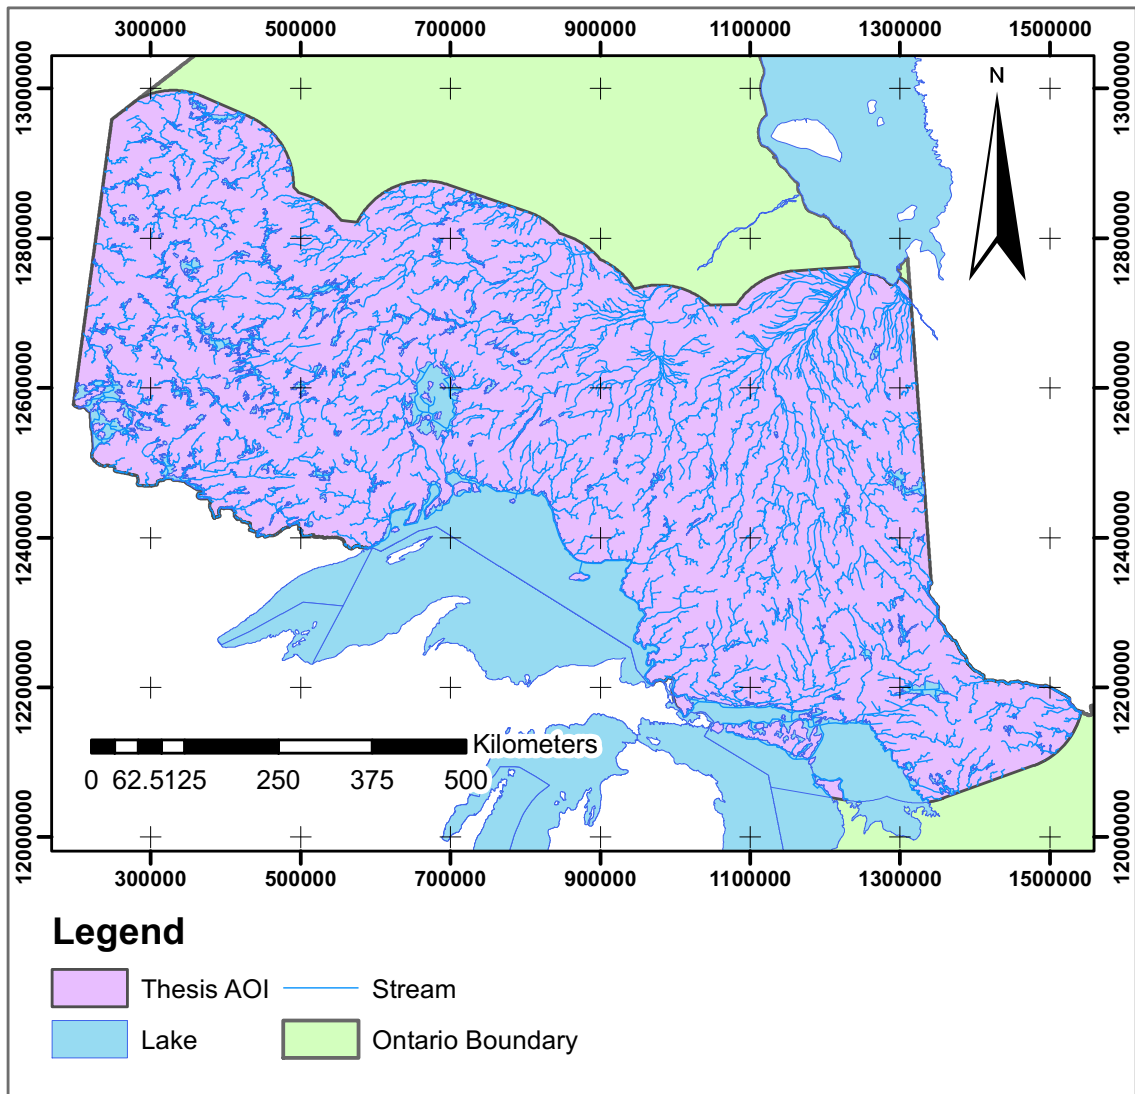 300000 500000 700000 900000 1100000 1300000 1500000
13000000 13000000
N
12800000 12800000
12600000 12600000
12400000 12400000
12200000 12200000
Kilometers
0 62.5 125 250 375 500
12000000 12000000
300000 500000 700000 900000 1100000 1300000 1500000
Legend
Thesis AOI Stream
Lake Ontario Boundary